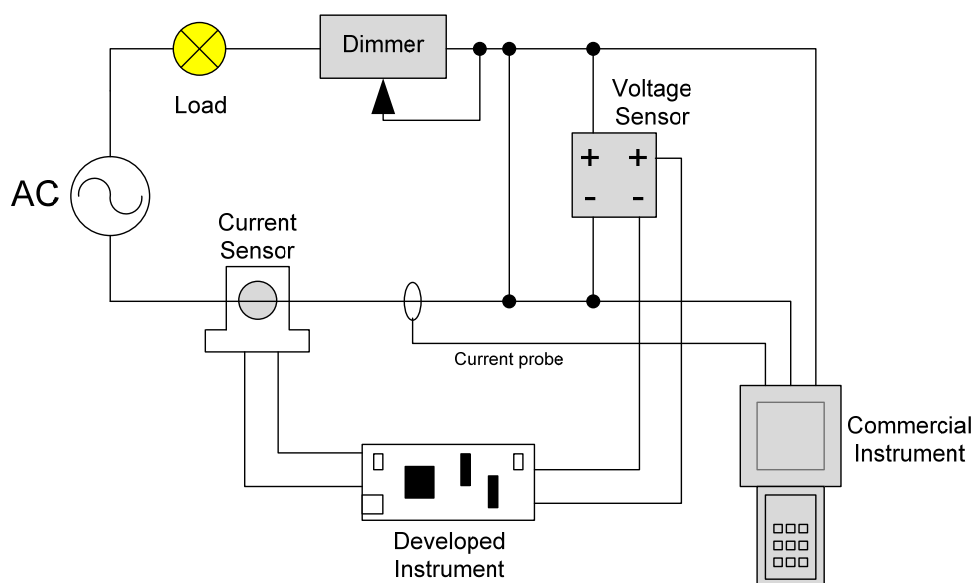 Dimmer
Load
Voltage
Sensor
+ +
- -
AC
Current
Sensor
Current probe
Commercial
Instrument
Developed
Instrument